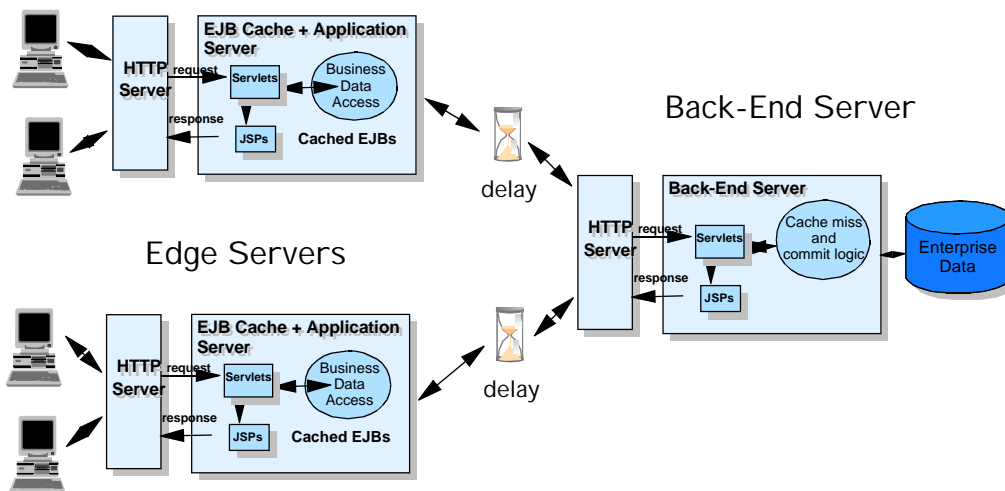 EJB Cache + Application
Server
HTTP
Server
request
Servlets
Business
Data
Access
response
JSPs
Cached EJBs
delay
Back-End Server
HTTP
Server
Back-End Server
request
Servlets
Cache miss
and
commit logic
response
JSPs
Enterprise
Data
Edge Servers
EJB Cache + Application
Server
HTTP
Server
request
Servlets
Business
Data
Access
response
JSPs
Cached EJBs
delay